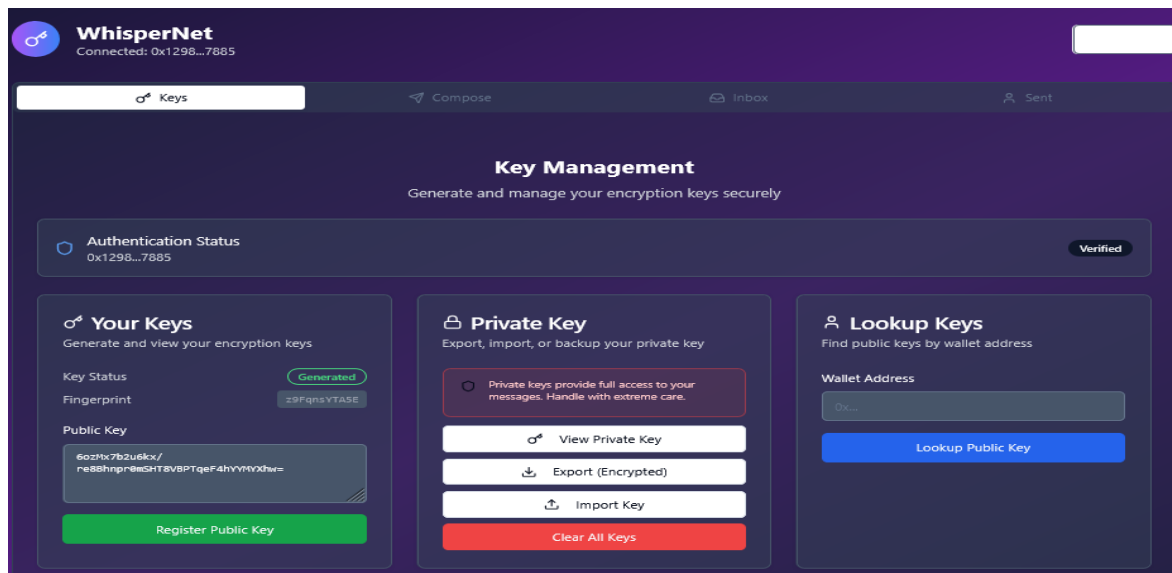 WhisperNet
Connected: 0x1298...7885
Keys
Compose
Inbox
Sent
Key Management
Generate and manage your encryption keys securely
Authentication Status
0x1298...7885
Verified
Your Keys
Generate and view your encryption keys
Key Status
Generated
Fingerprint
z9FqnsYTA5E
Public Key
6ozMx7b2u6kx/
re8Bhnpr0mSHT8VBPTqeF4hYVMYXhw=
Register Public Key
Private Key
Export, import, or backup your private key
Private keys provide full access to your
messages. Handle with extreme care.
View Private Key
Export (Encrypted)
Import Key
Clear All Keys
Lookup Keys
Find public keys by wallet address
Wallet Address
0x...
Lookup Public Key